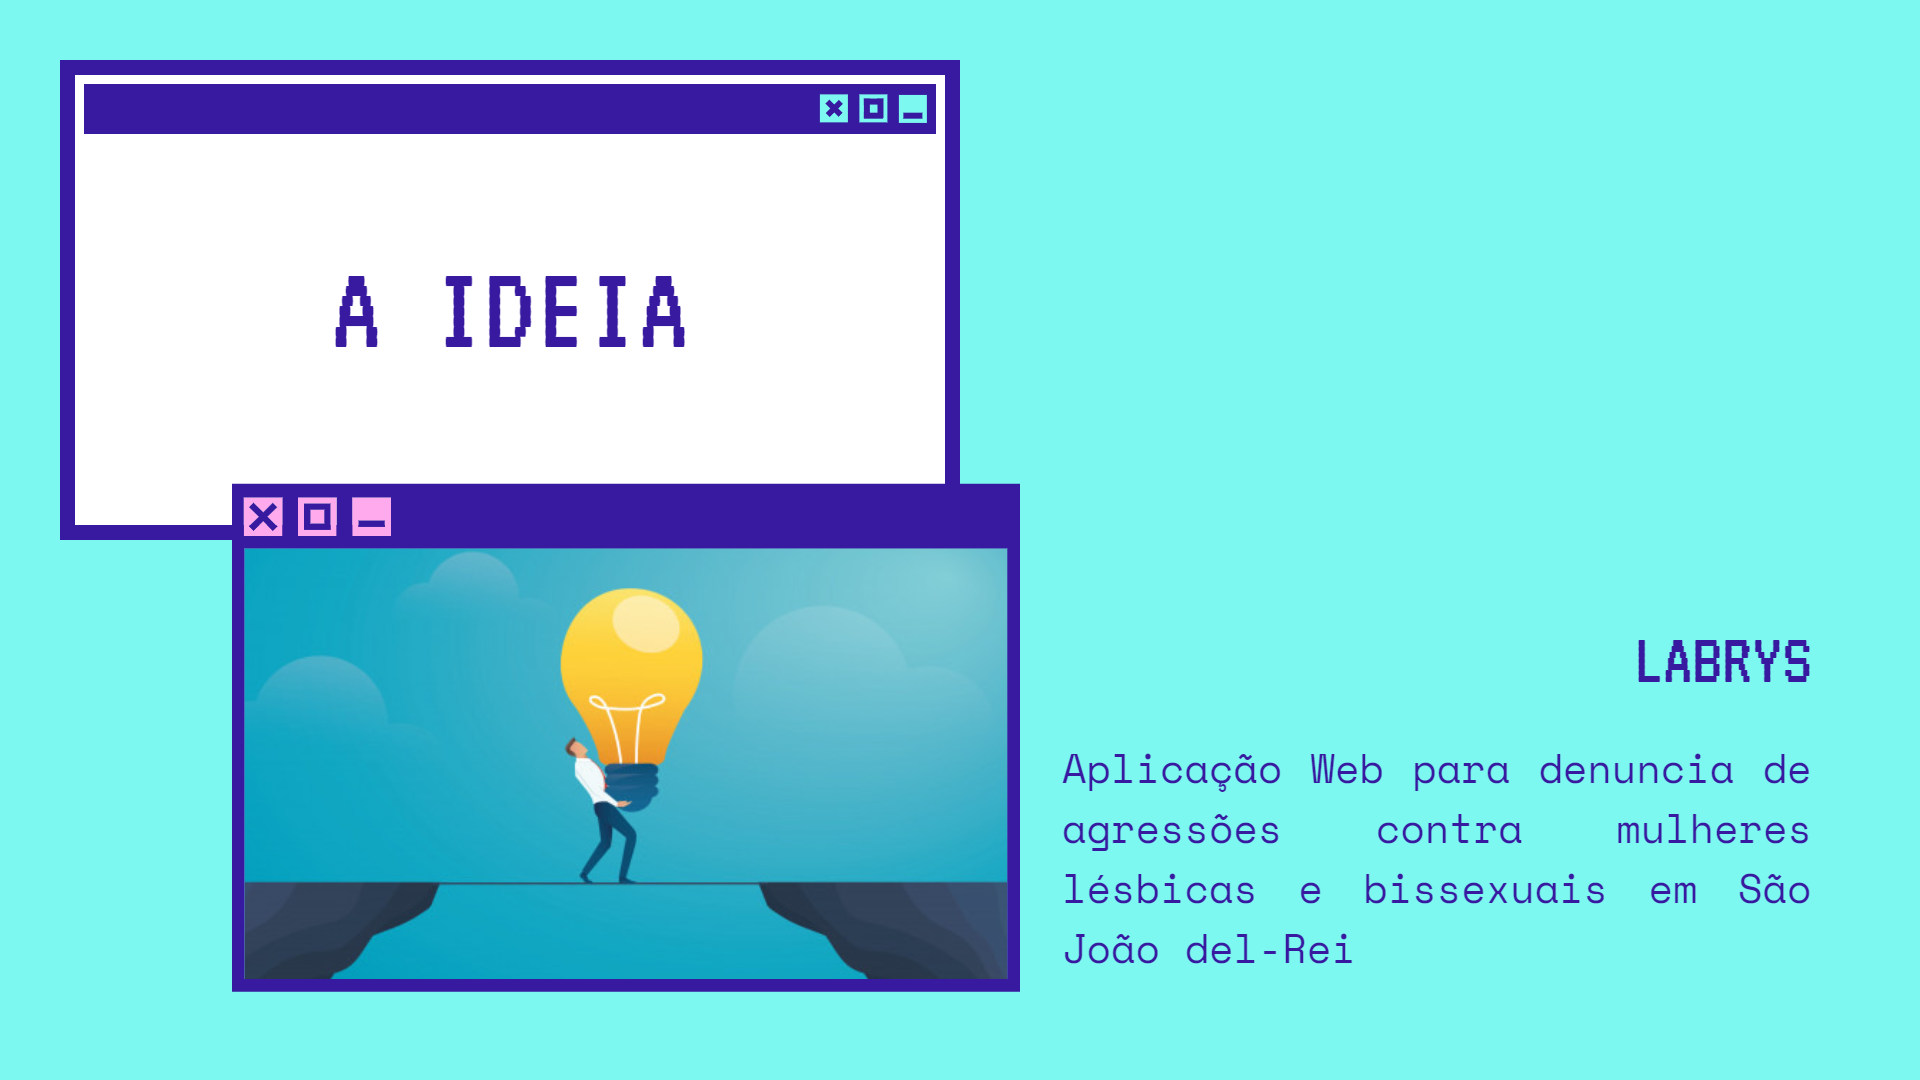 A IDEIA
LABRYS
Aplicação Web para denuncia de
agressões contra mulheres
lésbicas e bissexuais em São
João del-Rei